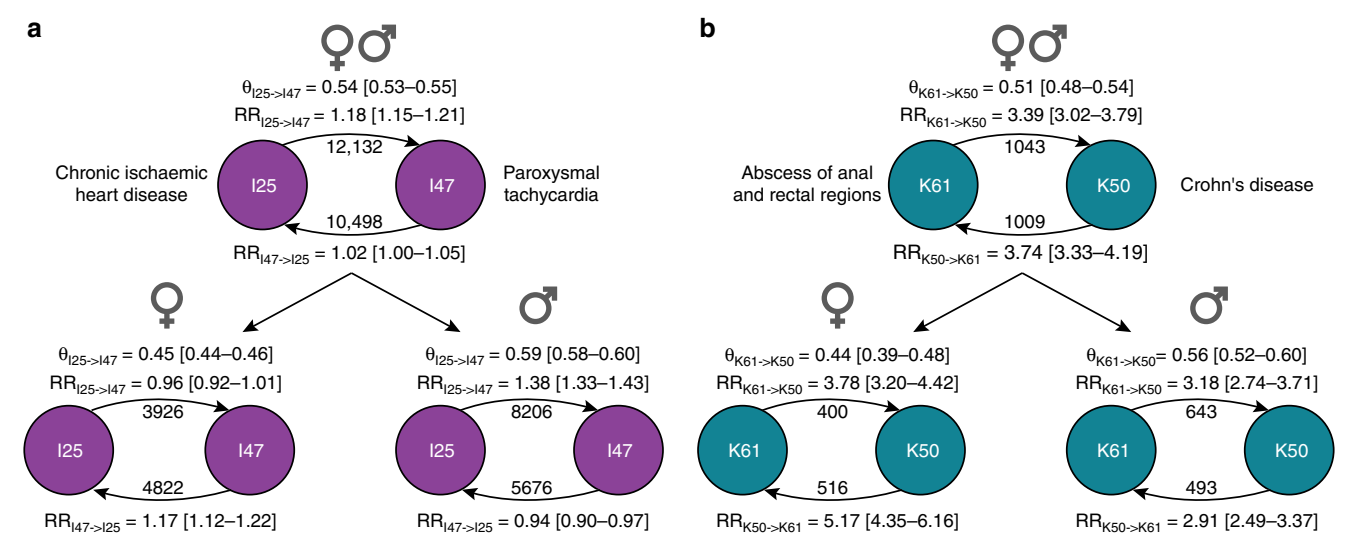 a
θI25->I47 = 0.54 [0.53–0.55]
RRI25->I47 = 1.18 [1.15–1.21]
12,132
Chronic ischaemic
heart disease
I25
I47
Paroxysmal
tachycardia
10,498
RRI47->I25 = 1.02 [1.00–1.05]
θI25->I47 = 0.45 [0.44–0.46]
RRI25->I47 = 0.96 [0.92–1.01]
3926
I25
I47
4822
RRI47->I25 = 1.17 [1.12–1.22]
θI25->I47 = 0.59 [0.58–0.60]
RRI25->I47 = 1.38 [1.33–1.43]
8206
I25
I47
5676
RRI47->I25 = 0.94 [0.90–0.97]
b
θK61->K50 = 0.51 [0.48–0.54]
RRK61->K50 = 3.39 [3.02–3.79]
1043
Abscess of anal
and rectal regions
K61
K50
Crohn's disease
1009
RRK50->K61 = 3.74 [3.33–4.19]
θK61->K50 = 0.44 [0.39–0.48]
RRK61->K50 = 3.78 [3.20–4.42]
400
K61
K50
516
RRK50->K61 = 5.17 [4.35–6.16]
θK61->K50= 0.56 [0.52–0.60]
RRK61->K50 = 3.18 [2.74–3.71]
643
K61
K50
493
RRK50->K61 = 2.91 [2.49–3.37]